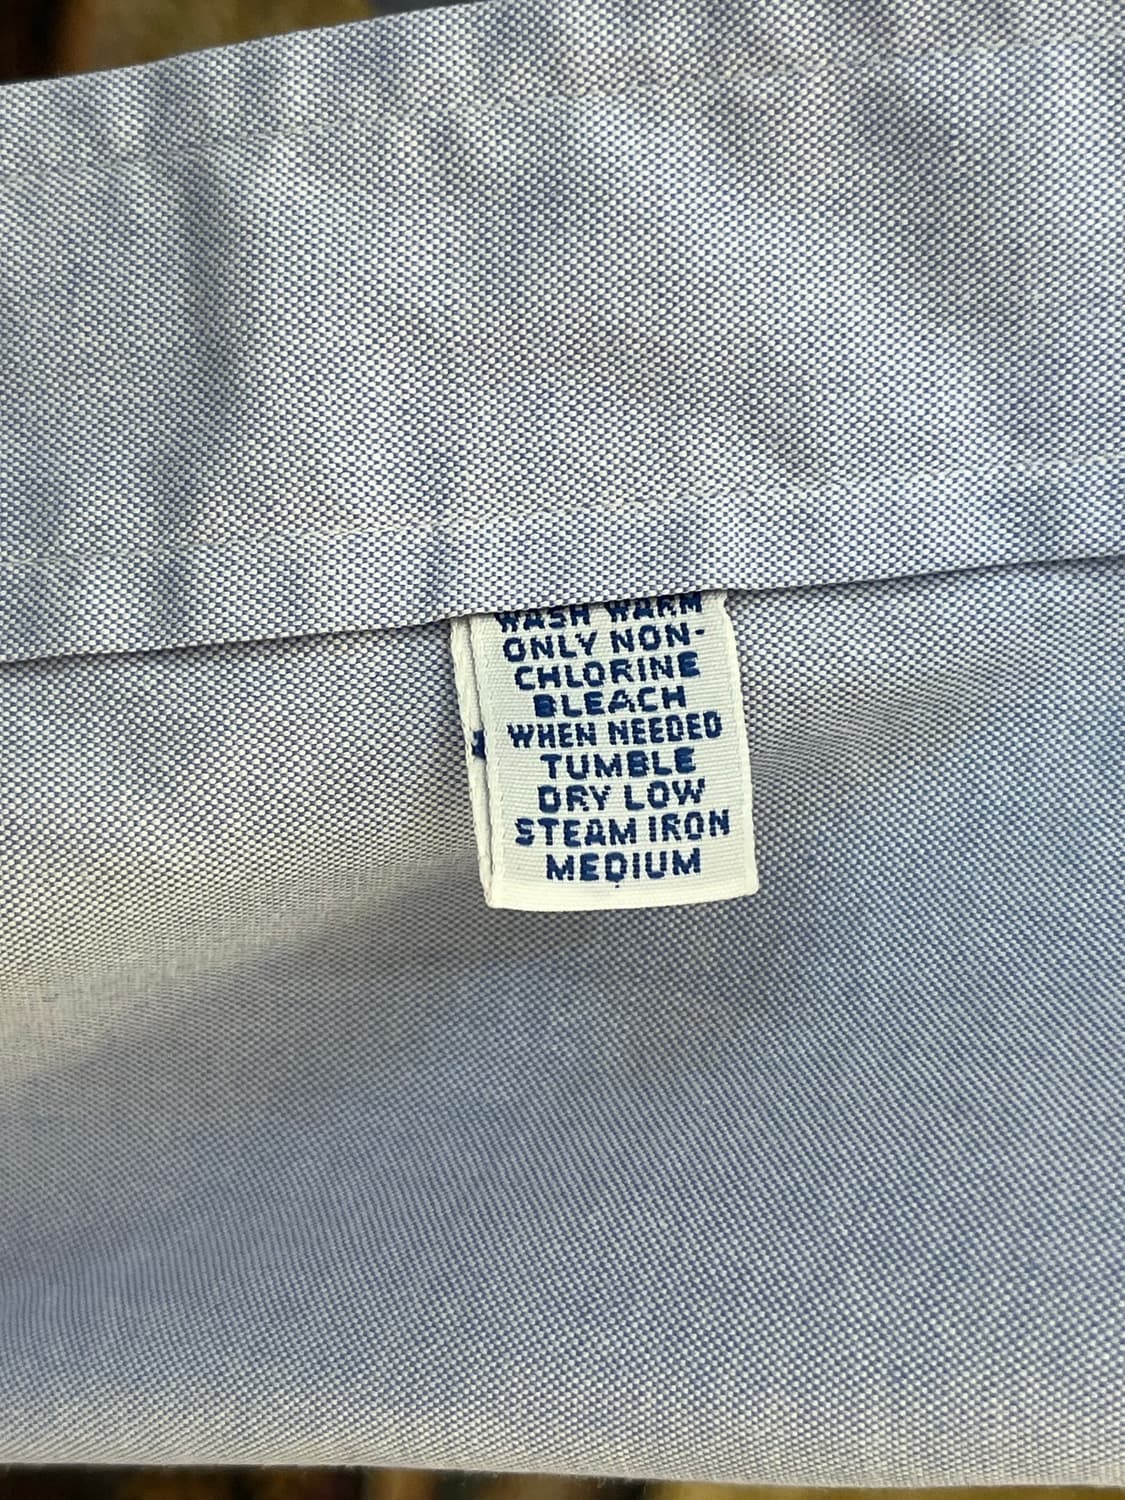 WASH WARM
ONLY NON-
CHLORINE
BLEACH
WHEN NEEDED
TUMBLE
DRY LOW
STEAM IRON
MEDIUM